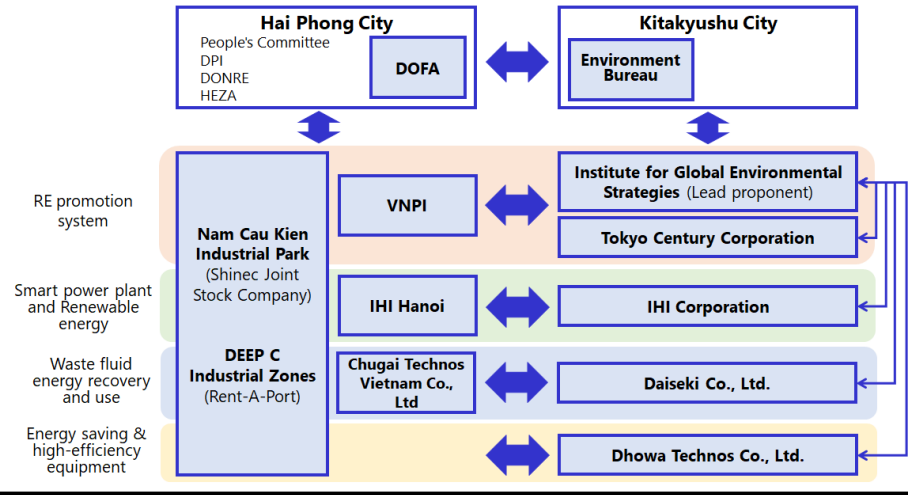 Hai Phong City
People's Committee
DPI
DONRE
HEZA
DOFA
Kitakyushu City
Environment
Bureau
RE promotion
system
Nam Cau Kien
Industrial Park
(Shinec Joint
Stock Company)
DEEP C
Industrial Zones
(Rent-A-Port)
VNPI
Institute for Global Environmental
Strategies (Lead proponent)
Tokyo Century Corporation
Smart power plant
and Renewable
energy
IHI Hanoi
IHI Corporation
Waste fluid
energy recovery
and use
Chugai Technos
Vietnam Co.,
Ltd
Daiseki Co., Ltd.
Energy saving &
high-efficiency
equipment
Dhowa Technos Co., Ltd.